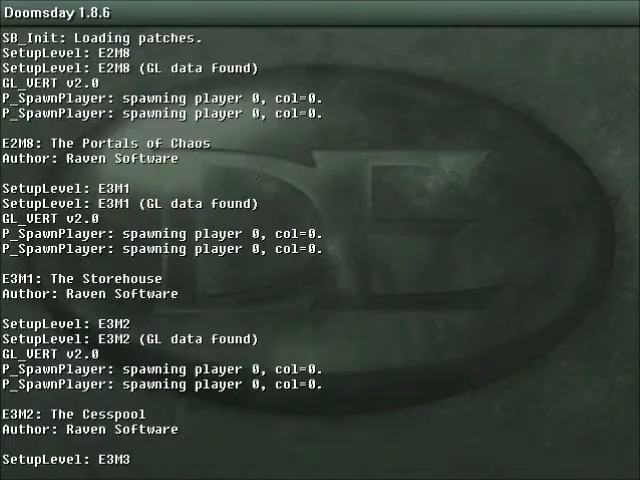 Doomsday 1.8.6
SB_Init: Loading patches.
SetupLevel: E2M8
SetupLevel: E2M8 (GL data found)
GL_VERT v2.0
P_SpawnPlayer: spawning player 0, col=0.
P_SpawnPlayer: spawning player 0, col=0.
E2M8: The Portals of Chaos
Author: Raven Software
SetupLevel: E3M1
SetupLevel: E3M1 (GL data found)
GL_VERT v2.0
P_SpawnPlayer: spawning player 0, col=0.
P_SpawnPlayer: spawning player 0, col=0.
E3M1: The Storehouse
Author: Raven Software
SetupLevel: E3M2
SetupLevel: E3M2 (GL data found)
GL_VERT v2.0
P_SpawnPlayer: spawning player 0, col=0.
P_SpawnPlayer: spawning player 0, col=0.
E3M2: The Cesspool
Author: Raven Software
SetupLevel: E3M3
DE